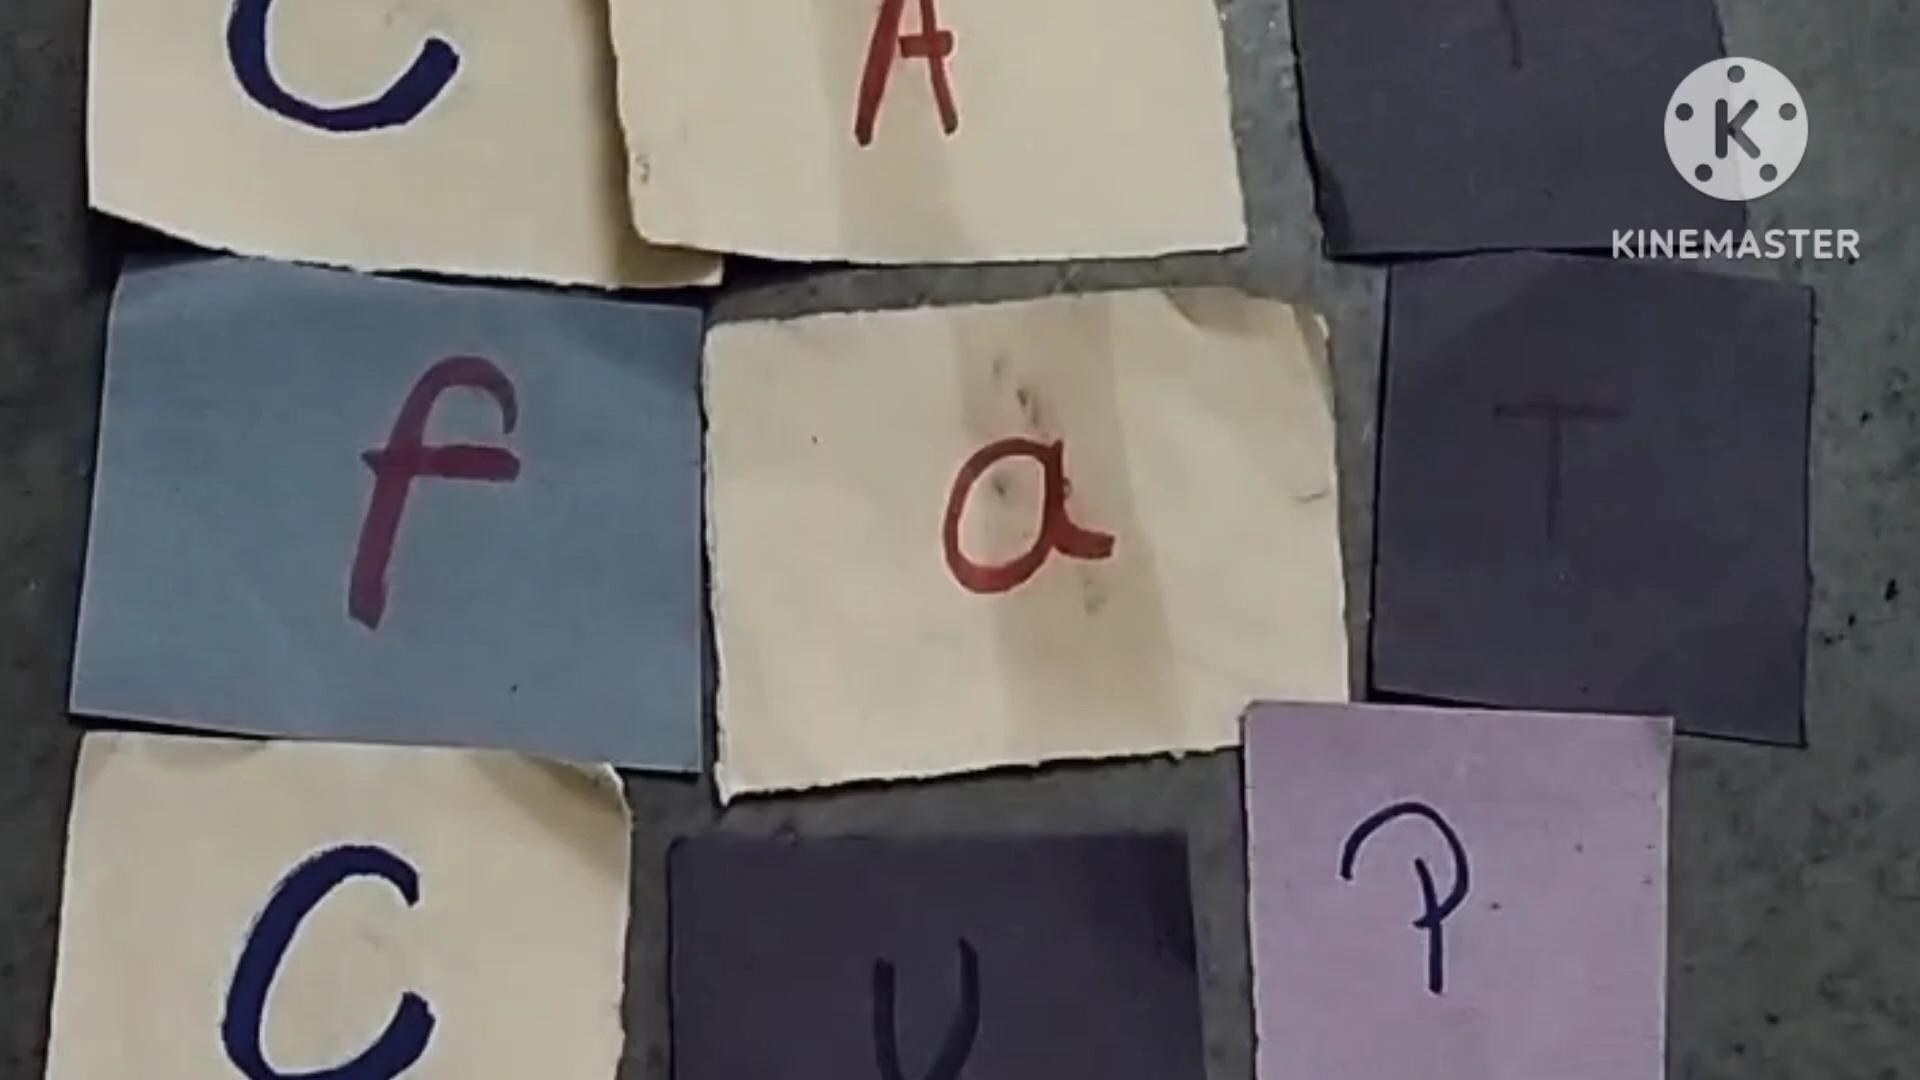 C A T
K
KINEMASTER
f a T
C U P